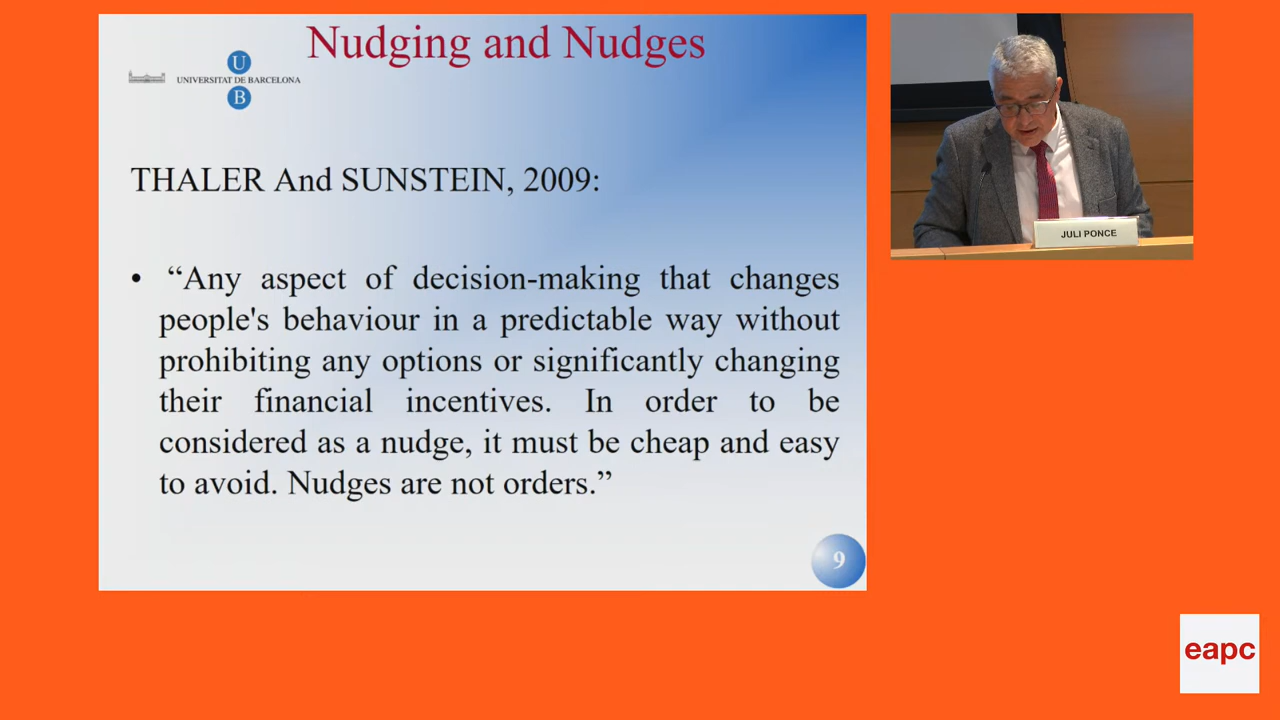 Nudging and Nudges
U
UNIVERSITAT DE BARCELONA
B
THALER And SUNSTEIN, 2009:
• “Any aspect of decision-making that changes
people's behaviour in a predictable way without
prohibiting any options or significantly changing
their financial incentives. In order to be
considered as a nudge, it must be cheap and easy
to avoid. Nudges are not orders.”
9
JULI PONCE
eapc